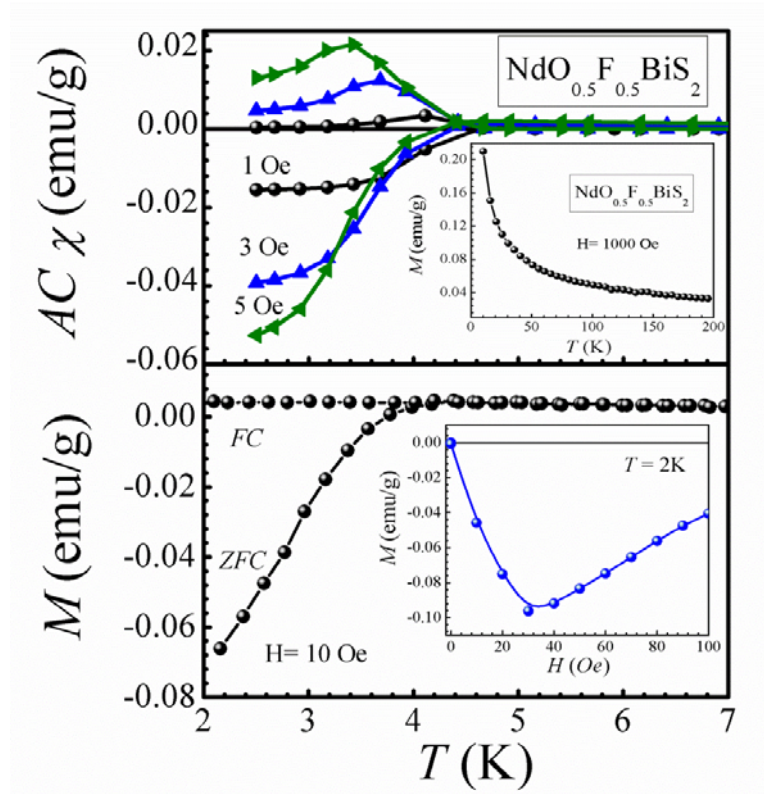 0.02
0.00
-0.02
-0.04
-0.06
AC χ (emu/g)
NdO0.5F0.5BiS2
1 Oe
3 Oe
5 Oe
0.20
0.16
0.12
0.08
0.04
M (emu/g)
NdO0.5F0.5BiS2
H= 1000 Oe
0 50 100 150 200
T (K)
0.00
-0.02
-0.04
-0.06
-0.08
M (emu/g)
FC
ZFC
H= 10 Oe
0.00
-0.02
-0.04
-0.06
-0.08
-0.10
M (emu/g)
T = 2K
0 20 40 60 80 100
H (Oe)
2 3 4 5 6 7
T (K)